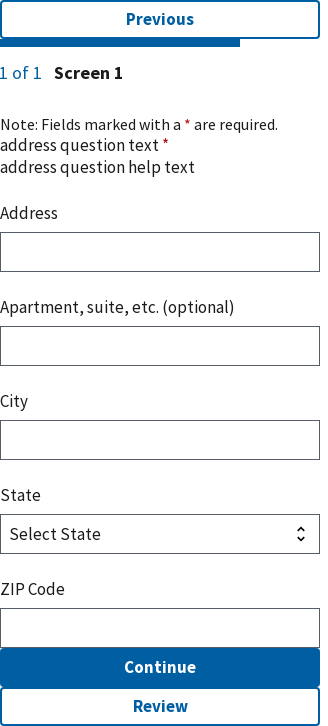 Previous
1 of 1 Screen 1
Note: Fields marked with a * are required.
address question text *
address question help text
Address
Apartment, suite, etc. (optional)
City
State
Select State
ZIP Code
Continue
Review